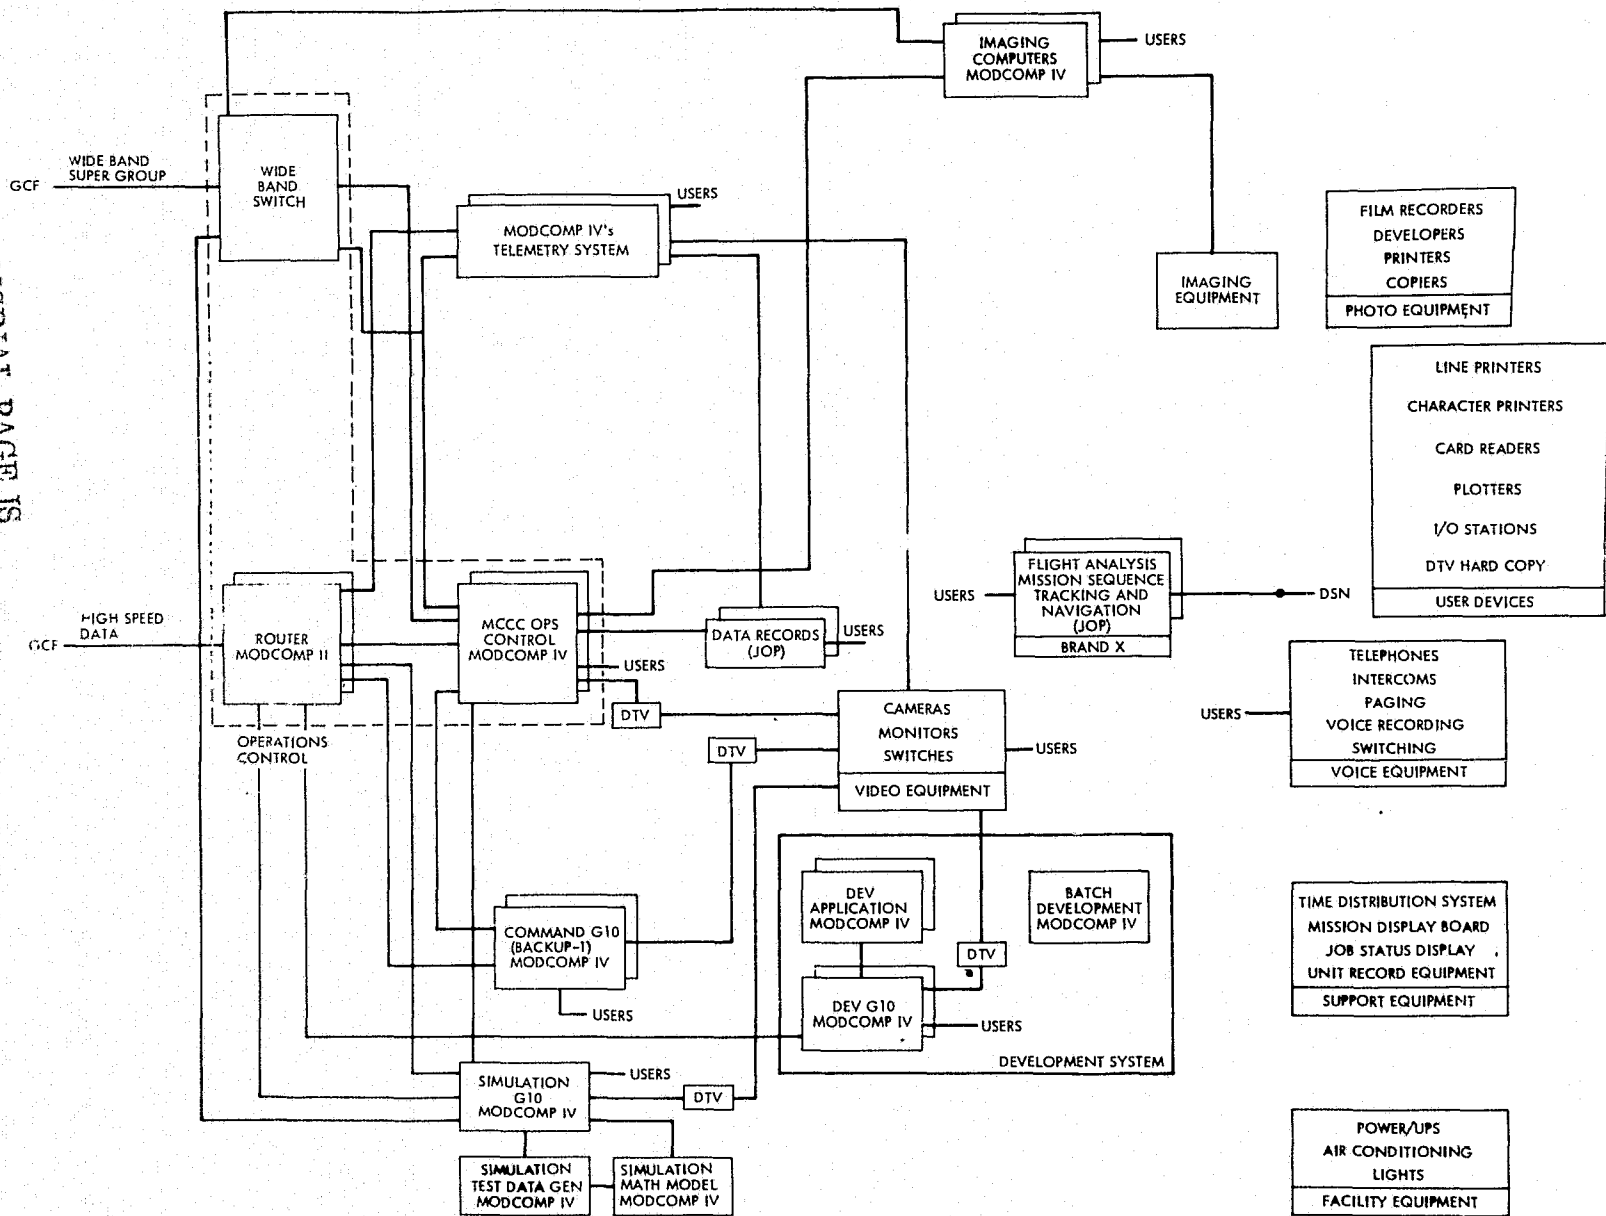 IMAGING
COMPUTERS
MODCOMP IV
USERS
WIDE BAND
SUPER GROUP
GCF
WIDE
BAND
SWITCH
USERS
MODCOMP IV's
TELEMETRY SYSTEM
IMAGING
EQUIPMENT
FILM RECORDERS
DEVELOPERS
PRINTERS
COPIERS
PHOTO EQUIPMENT
LINE PRINTERS
CHARACTER PRINTERS
CARD READERS
PLOTTERS
I/O STATIONS
DTV HARD COPY
USER DEVICES
PAGE IS
HIGH SPEED
DATA
GCF
ROUTER
MODCOMP II
MCCC OPS
CONTROL
MODCOMP IV
USERS
DTV
DATA RECORDS
(JOP)
USERS
USERS
FLIGHT ANALYSIS
MISSION SEQUENCE
TRACKING AND
NAVIGATION
(JOP)
BRAND X
DSN
OPERATIONS
CONTROL
DTV
CAMERAS
MONITORS
SWITCHES
VIDEO EQUIPMENT
USERS
USERS
TELEPHONES
INTERCOMS
PAGING
VOICE RECORDING
SWITCHING
VOICE EQUIPMENT
COMMAND G10
(BACKUP-1)
MODCOMP IV
USERS
DEV
APPLICATION
MODCOMP IV
BATCH
DEVELOPMENT
MODCOMP IV
DTV
DEV G10
MODCOMP IV
USERS
DEVELOPMENT SYSTEM
TIME DISTRIBUTION SYSTEM
MISSION DISPLAY BOARD
JOB STATUS DISPLAY
UNIT RECORD EQUIPMENT
SUPPORT EQUIPMENT
SIMULATION
G10
MODCOMP IV
USERS
DTV
SIMULATION
TEST DATA GEN
MODCOMP IV
SIMULATION
MATH MODEL
MODCOMP IV
POWER/UPS
AIR CONDITIONING
LIGHTS
FACILITY EQUIPMENT